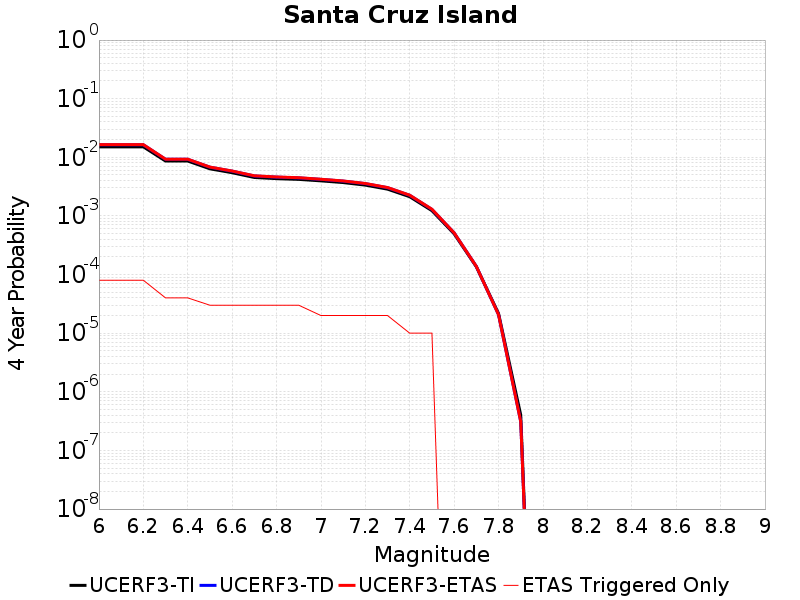 Santa Cruz Island
4 Year Probability
10^0
10^-1
10^-2
10^-3
10^-4
10^-5
10^-6
10^-7
10^-8
6 6.2 6.4 6.6 6.8 7 7.2 7.4 7.6 7.8 8 8.2 8.4 8.6 8.8 9
Magnitude
UCERF3-TI UCERF3-TD UCERF3-ETAS ETAS Triggered Only